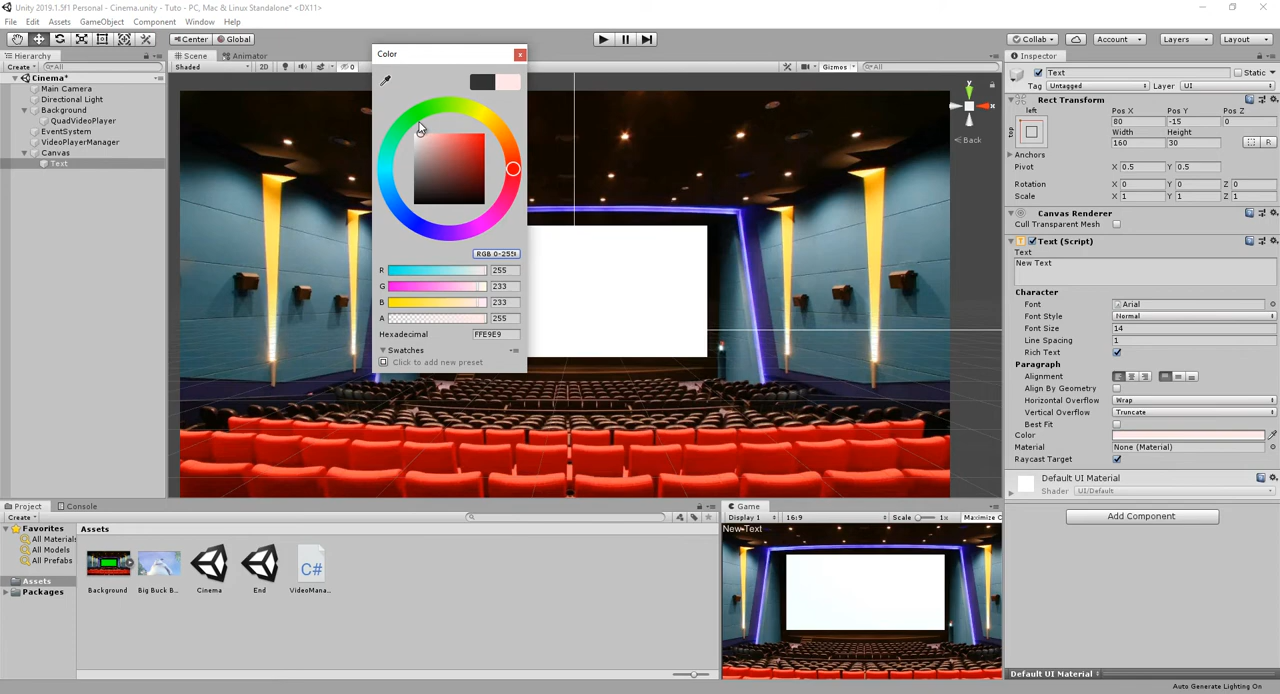 Unity 2019.1.5f1 Personal - Cinema.unity - Tuto - PC, Mac & Linux Standalone* <DX11>
File Edit Assets GameObject Component Window Help
Center Global Collab Account Layers Layout
Hierarchy
Create All
Cinema*
Main Camera
Directional Light
Background
QuadVideoPlayer
EventSystem
VideoPlayerManager
Canvas
Text
Scene Animator
Shaded 2D 0 Gizmos All
Back
Color
RGB 0-255
R 255
G 233
B 233
A 255
Hexadecimal FFE9E9
Swatches
Click to add new preset
Inspector
Text Static
Tag Untagged Layer UI
Rect Transform
left Pos X Pos Y Pos Z
top 80 -15 0
Width Height
160 30 R
Anchors
Pivot X 0.5 Y 0.5
Rotation X 0 Y 0 Z 0
Scale X 1 Y 1 Z 1
Canvas Renderer
Cull Transparent Mesh
Text (Script)
Text
New Text
Character
Font Arial
Font Style Normal
Font Size 14
Line Spacing 1
Rich Text
Paragraph
Alignment
Align By Geometry
Horizontal Overflow Wrap
Vertical Overflow Truncate
Best Fit
Color
Material None (Material)
Raycast Target
Default UI Material
Shader UI/Default
Add Component
Default UI Material
Project Console
Create
Favorites
All Materials
All Models
All Prefabs
Assets
Packages
Assets
Background Big Buck B... Cinema End VideoMana...
C#
Game
Display 1 16:9 Scale 1x Maximize O
New Text
Auto Generate Lighting On